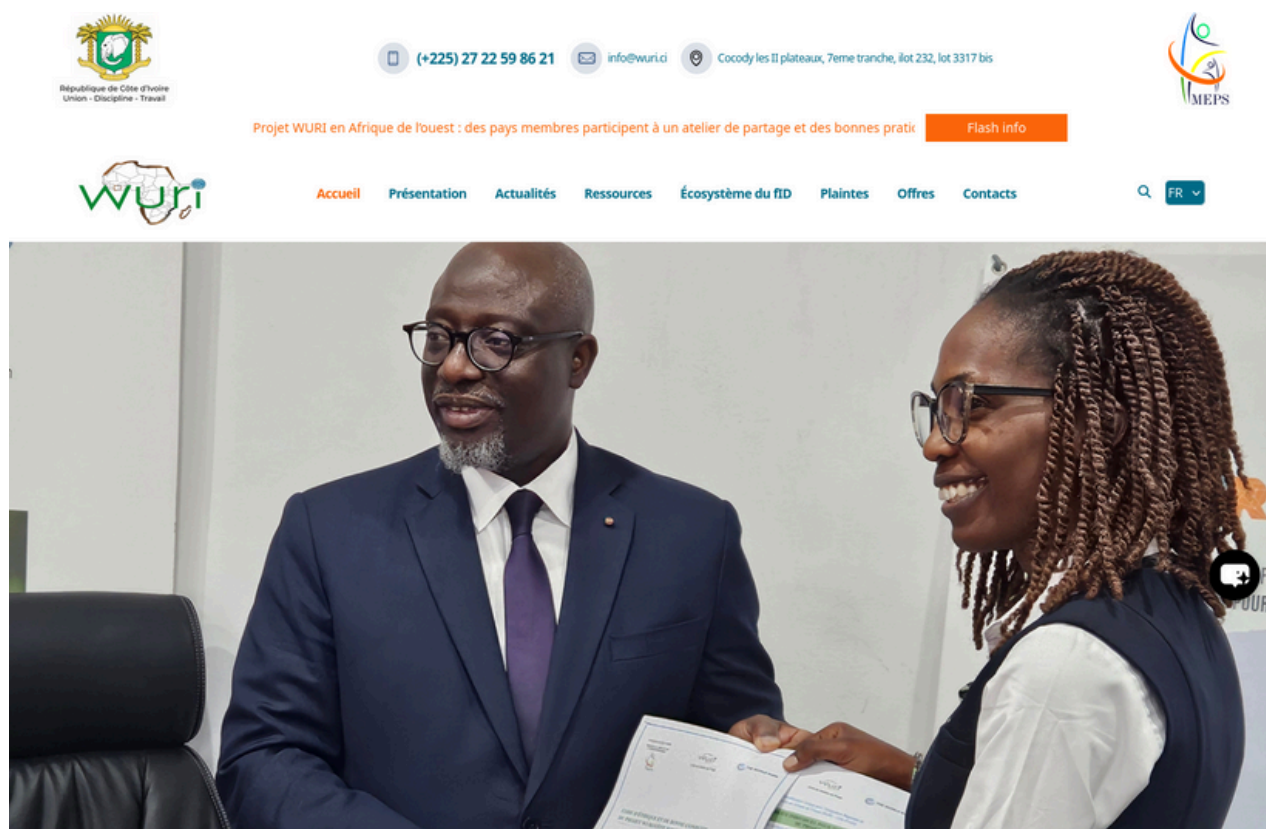 République de Côte d'Ivoire
Union - Discipline - Travail
(+225) 27 22 59 86 21
info@wuri.ci
Cocody les II plateaux, 7eme tranche, ilot 232, lot 3317 bis
MEPS
Projet WURI en Afrique de l'ouest : des pays membres participent à un atelier de partage et des bonnes pratic
Flash info
wuri
Accueil
Présentation
Actualités
Ressources
Écosystème du fID
Plaintes
Offres
Contacts
FR
R
POUR